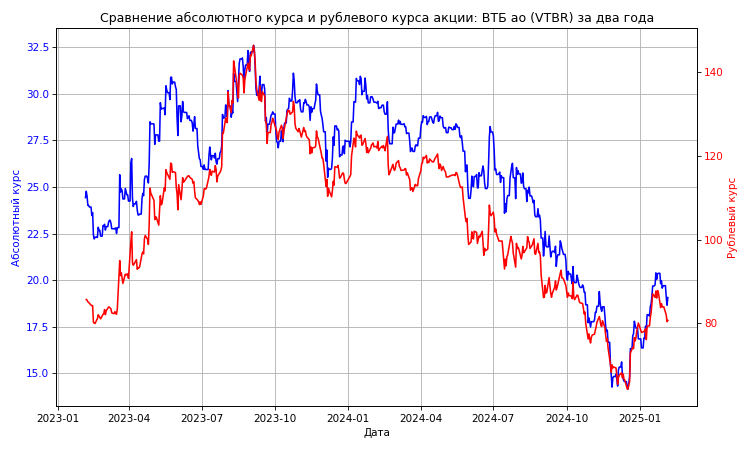 Сравнение абсолютного курса и рублевого курса акции: ВТБ ао (VTBR) за два года
Абсолютный курс
32.5
30.0
27.5
25.0
22.5
20.0
17.5
15.0
140
120
100
80
Рублевый курс
2023-01 2023-04 2023-07 2023-10 2024-01 2024-04 2024-07 2024-10 2025-01
Дата